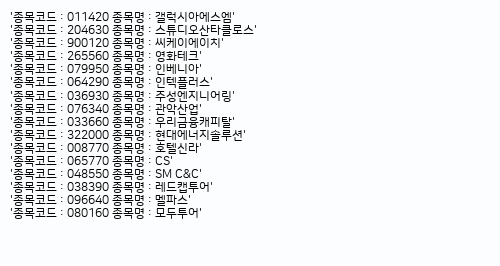 '종목코드 : 011420 종목명 : 갤럭시아에스엠'
'종목코드 : 204630 종목명 : 스튜디오산타클로스'
'종목코드 : 900120 종목명 : 씨케이에이치'
'종목코드 : 265560 종목명 : 영화테크'
'종목코드 : 079950 종목명 : 인베니아'
'종목코드 : 064290 종목명 : 인텍플러스'
'종목코드 : 036930 종목명 : 주성엔지니어링'
'종목코드 : 076340 종목명 : 관악산업'
'종목코드 : 033660 종목명 : 우리금융캐피탈'
'종목코드 : 322000 종목명 : 현대에너지솔루션'
'종목코드 : 008770 종목명 : 호텔신라'
'종목코드 : 065770 종목명 : CS'
'종목코드 : 048550 종목명 : SM C&C'
'종목코드 : 038390 종목명 : 레드캡투어'
'종목코드 : 096640 종목명 : 멜파스'
'종목코드 : 080160 종목명 : 모두투어'